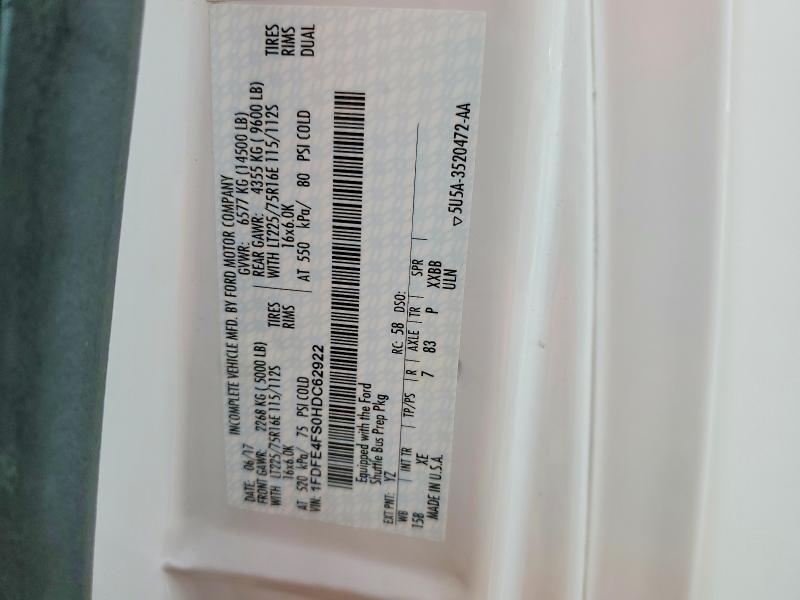 INCOMPLETE VEHICLE MFD. BY FORD MOTOR COMPANY
DATE: 06/17 GVWR: 6577 KG (14500 LB)
FRONT GAWR: 2268 KG (5000 LB) REAR GAWR: 4355 KG (9600 LB)
WITH LT225/75R16E 115/112S TIRES WITH LT225/75R16E 115/112S TIRES
16x6.0K RIMS 16x6.0K RIMS
AT 520 kPa/ 75 PSI COLD AT 550 kPa/ 80 PSI COLD DUAL
VIN: 1FDFE4FS0HDC62922
Equipped with the Ford
Shuttle Bus Prep Pkg
EXT PNT: YZ RC: 58 DSO:
WB INT TR TP/PS R AXLE TR SPR
158 XE 7 83 P XXBB
MADE IN U.S.A. ULN
▽5U5A-3520472-AA